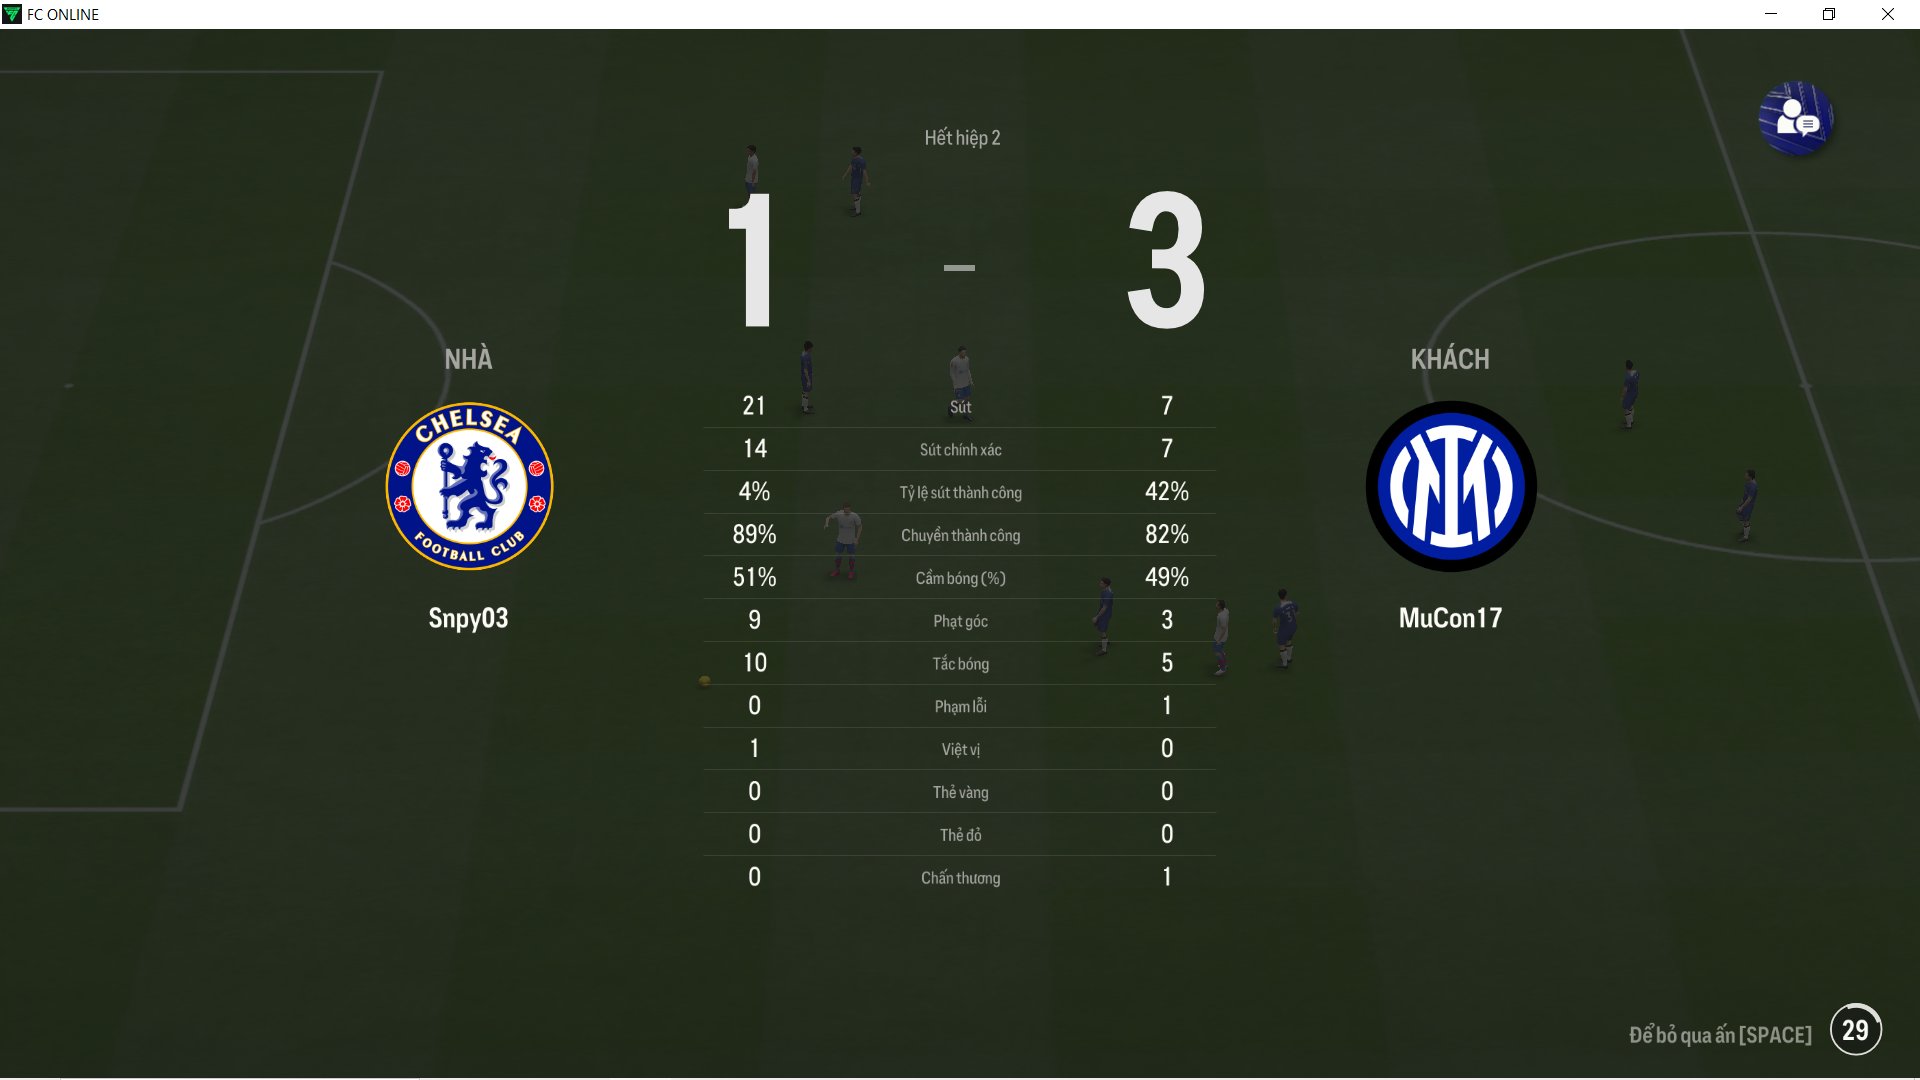 FC ONLINE
Hết hiệp 2
1 - 3
NHÀ
KHÁCH
CHELSEA
FOOTBALL CLUB
Snpy03
MuCon17
21 Sút 7
14 Sút chính xác 7
4% Tỷ lệ sút thành công 42%
89% Chuyền thành công 82%
51% Cầm bóng (%) 49%
9 Phạt góc 3
10 Tắc bóng 5
0 Phạm lỗi 1
1 Việt vị 0
0 Thẻ vàng 0
0 Thẻ đỏ 0
0 Chấn thương 1
Để bỏ qua ấn [SPACE] 29